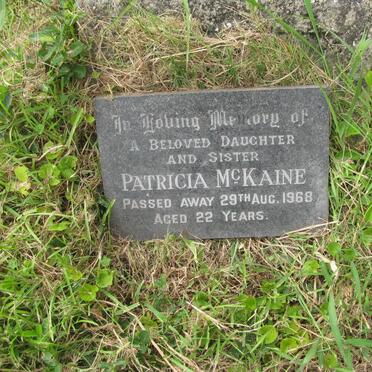 In Loving Memory of
A BELOVED DAUGHTER
AND SISTER
PATRICIA MCKAINE
PASSED AWAY 29TH AUG. 1968
AGED 22 YEARS.